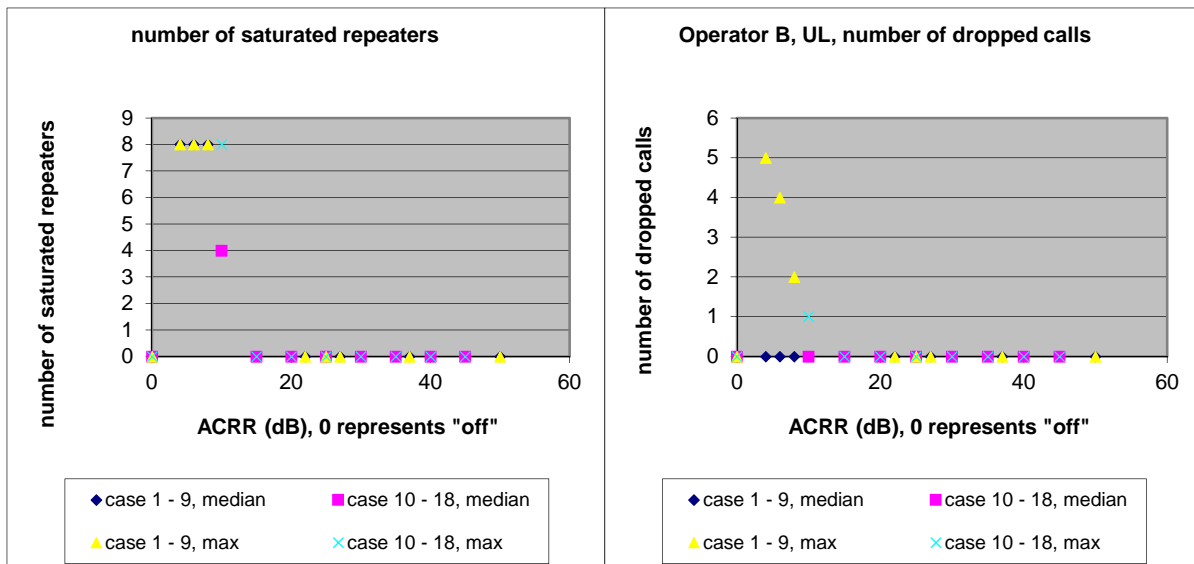 number of saturated repeaters
number of saturated repeaters
9
8
7
6
5
4
3
2
1
0
0 20 40 60
ACRR (dB), 0 represents "off"
case 1 - 9, median case 10 - 18, median
case 1 - 9, max case 10 - 18, max
Operator B, UL, number of dropped calls
number of dropped calls
6
5
4
3
2
1
0
0 20 40 60
ACRR (dB), 0 represents "off"
case 1 - 9, median case 10 - 18, median
case 1 - 9, max case 10 - 18, max